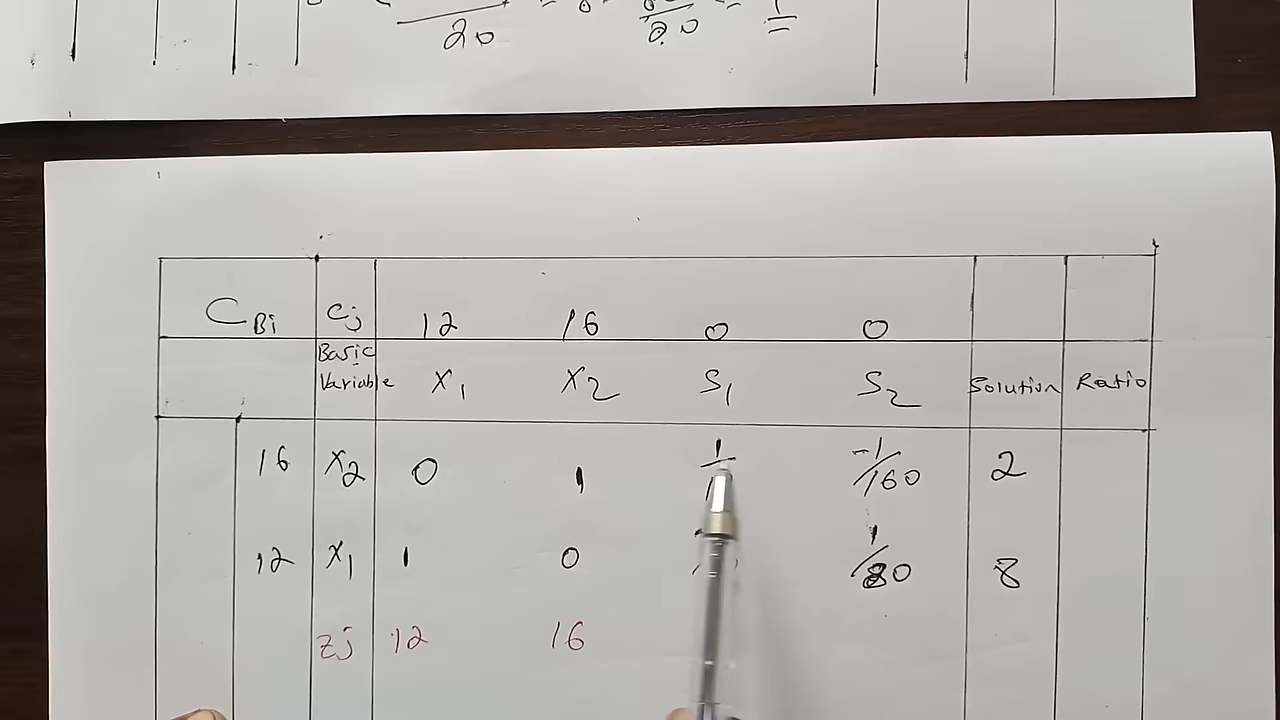 20 20
CBi Cj 12 16 0 0
Basic Variable X1 X2 S1 S2 Solution Ratio
16 X2 0 1 1/ -1/160 2
12 X1 1 0 1/80 8
Zj 12 16